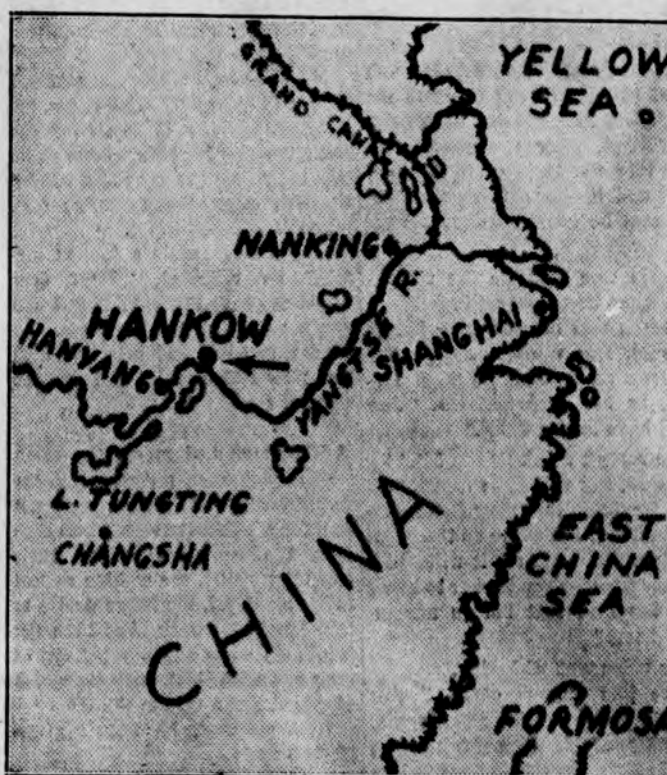 YELLOW
SEA
GRAND CANAL
NANKING
HANKOW
HANYANG
YANGTSE R.
SHANGHAI
L. TUNGTING
CHANGSHA
CHINA
EAST
CHINA
SEA
FORMOSA